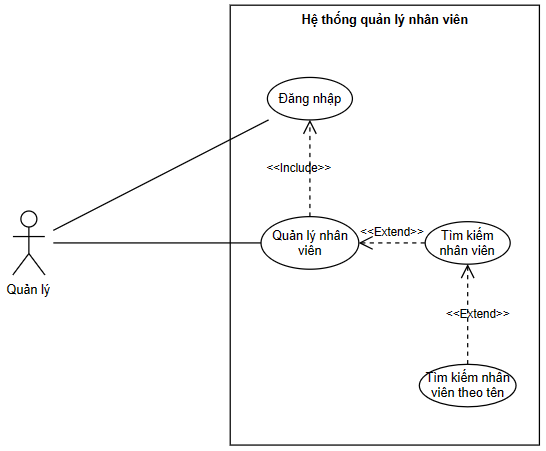 Hệ thống quản lý nhân viên
Đăng nhập
<<Include>>
Quản lý nhân
viên
<<Extend>>
Tìm kiếm
nhân viên
Quản lý
<<Extend>>
Tìm kiếm nhân
viên theo tên